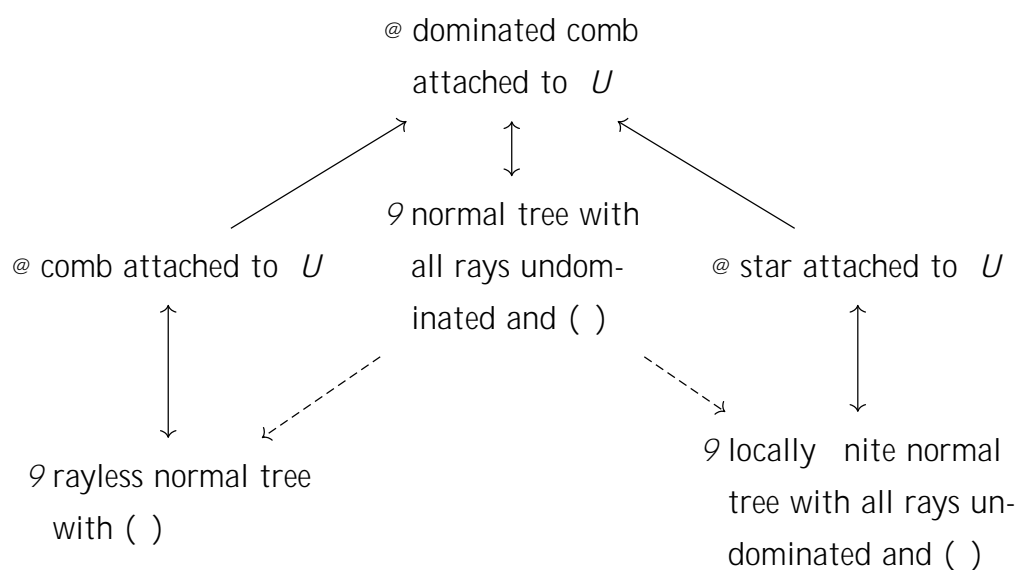 @ dominated comb
attached to U
9 normal tree with
all rays undom-
inated and ( )
@ comb attached to U
@ star attached to U
9 rayless normal tree
with ( )
9 locally nite normal
tree with all rays un-
dominated and ( )